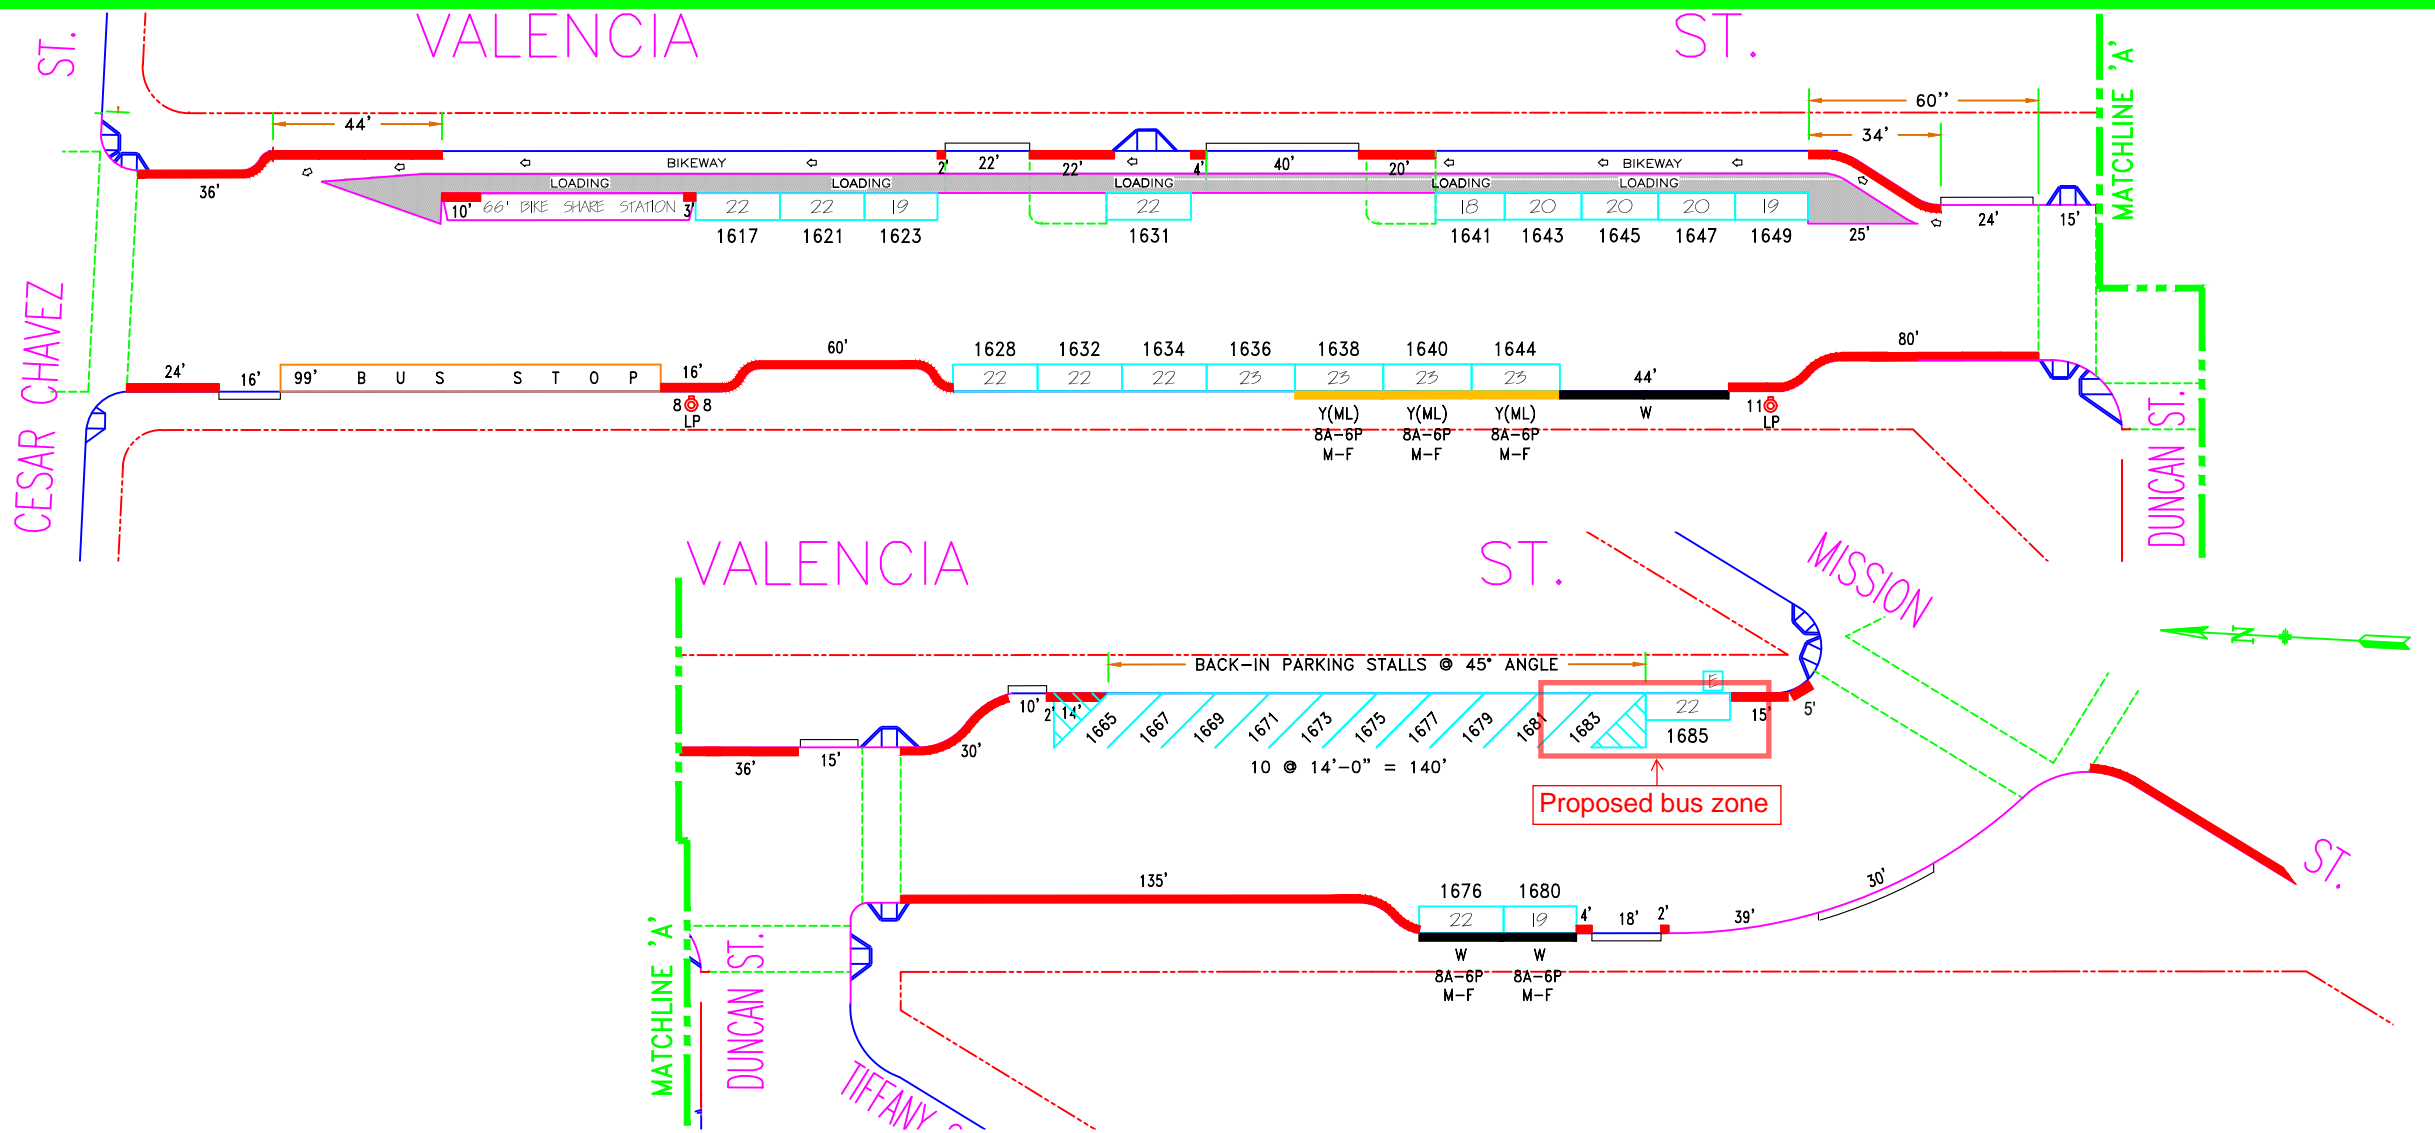 VALENCIA ST.
ST.
CESAR CHAVEZ
MATCHLINE 'A'
60''
34'
44'
BIKEWAY
BIKEWAY
36'
2'
22'
22'
4'
40'
20'
LOADING
LOADING
LOADING
LOADING
LOADING
10'
66' BIKE SHARE STATION
3'
22
22
19
22
18
20
20
20
19
25'
24'
15'
1617
1621
1623
1631
1641
1643
1645
1647
1649
24'
16'
99'
BUS STOP
16'
60'
1628
1632
1634
1636
1638
1640
1644
80'
22
22
22
23
23
23
23
44'
8
8
LP
Y(ML)
8A-6P
M-F
Y(ML)
8A-6P
M-F
Y(ML)
8A-6P
M-F
W
11
LP
DUNCAN ST.
VALENCIA ST.
MISSION
ST.
N
BACK-IN PARKING STALLS @ 45° ANGLE
E
36'
15'
30'
10'
2'
14'
1665
1667
1669
1671
1673
1675
1677
1679
1681
1683
22
1685
15'
5'
10 @ 14'-0" = 140'
Proposed bus zone
135'
1676
1680
22
19
4'
18'
2'
39'
30'
W
8A-6P
M-F
W
8A-6P
M-F
MATCHLINE 'A'
DUNCAN ST.
TIFFANY